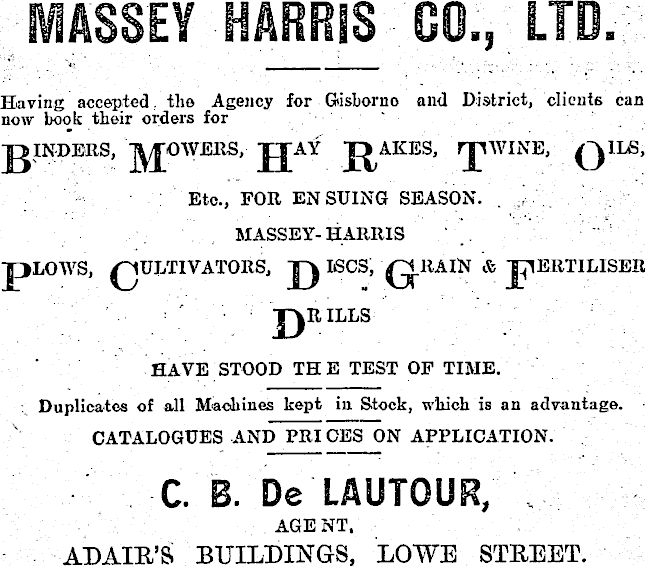 MASSEY HARRIS CO., LTD.
Having accepted the Agency for Gisborne and District, clients can
now book their orders for
BINDERS, MOWERS, HAY RAKES, TWINE, OILS,
Etc., FOR ENSUING SEASON.
MASSEY-HARRIS
PLOWS, CULTIVATORS, DISCS, GRAIN & FERTILISER
DRILLS
HAVE STOOD THE TEST OF TIME.
Duplicates of all Machines kept in Stock, which is an advantage.
CATALOGUES AND PRICES ON APPLICATION.
C. B. De LAUTOUR,
AGENT,
ADAIR'S BUILDINGS, LOWE STREET.